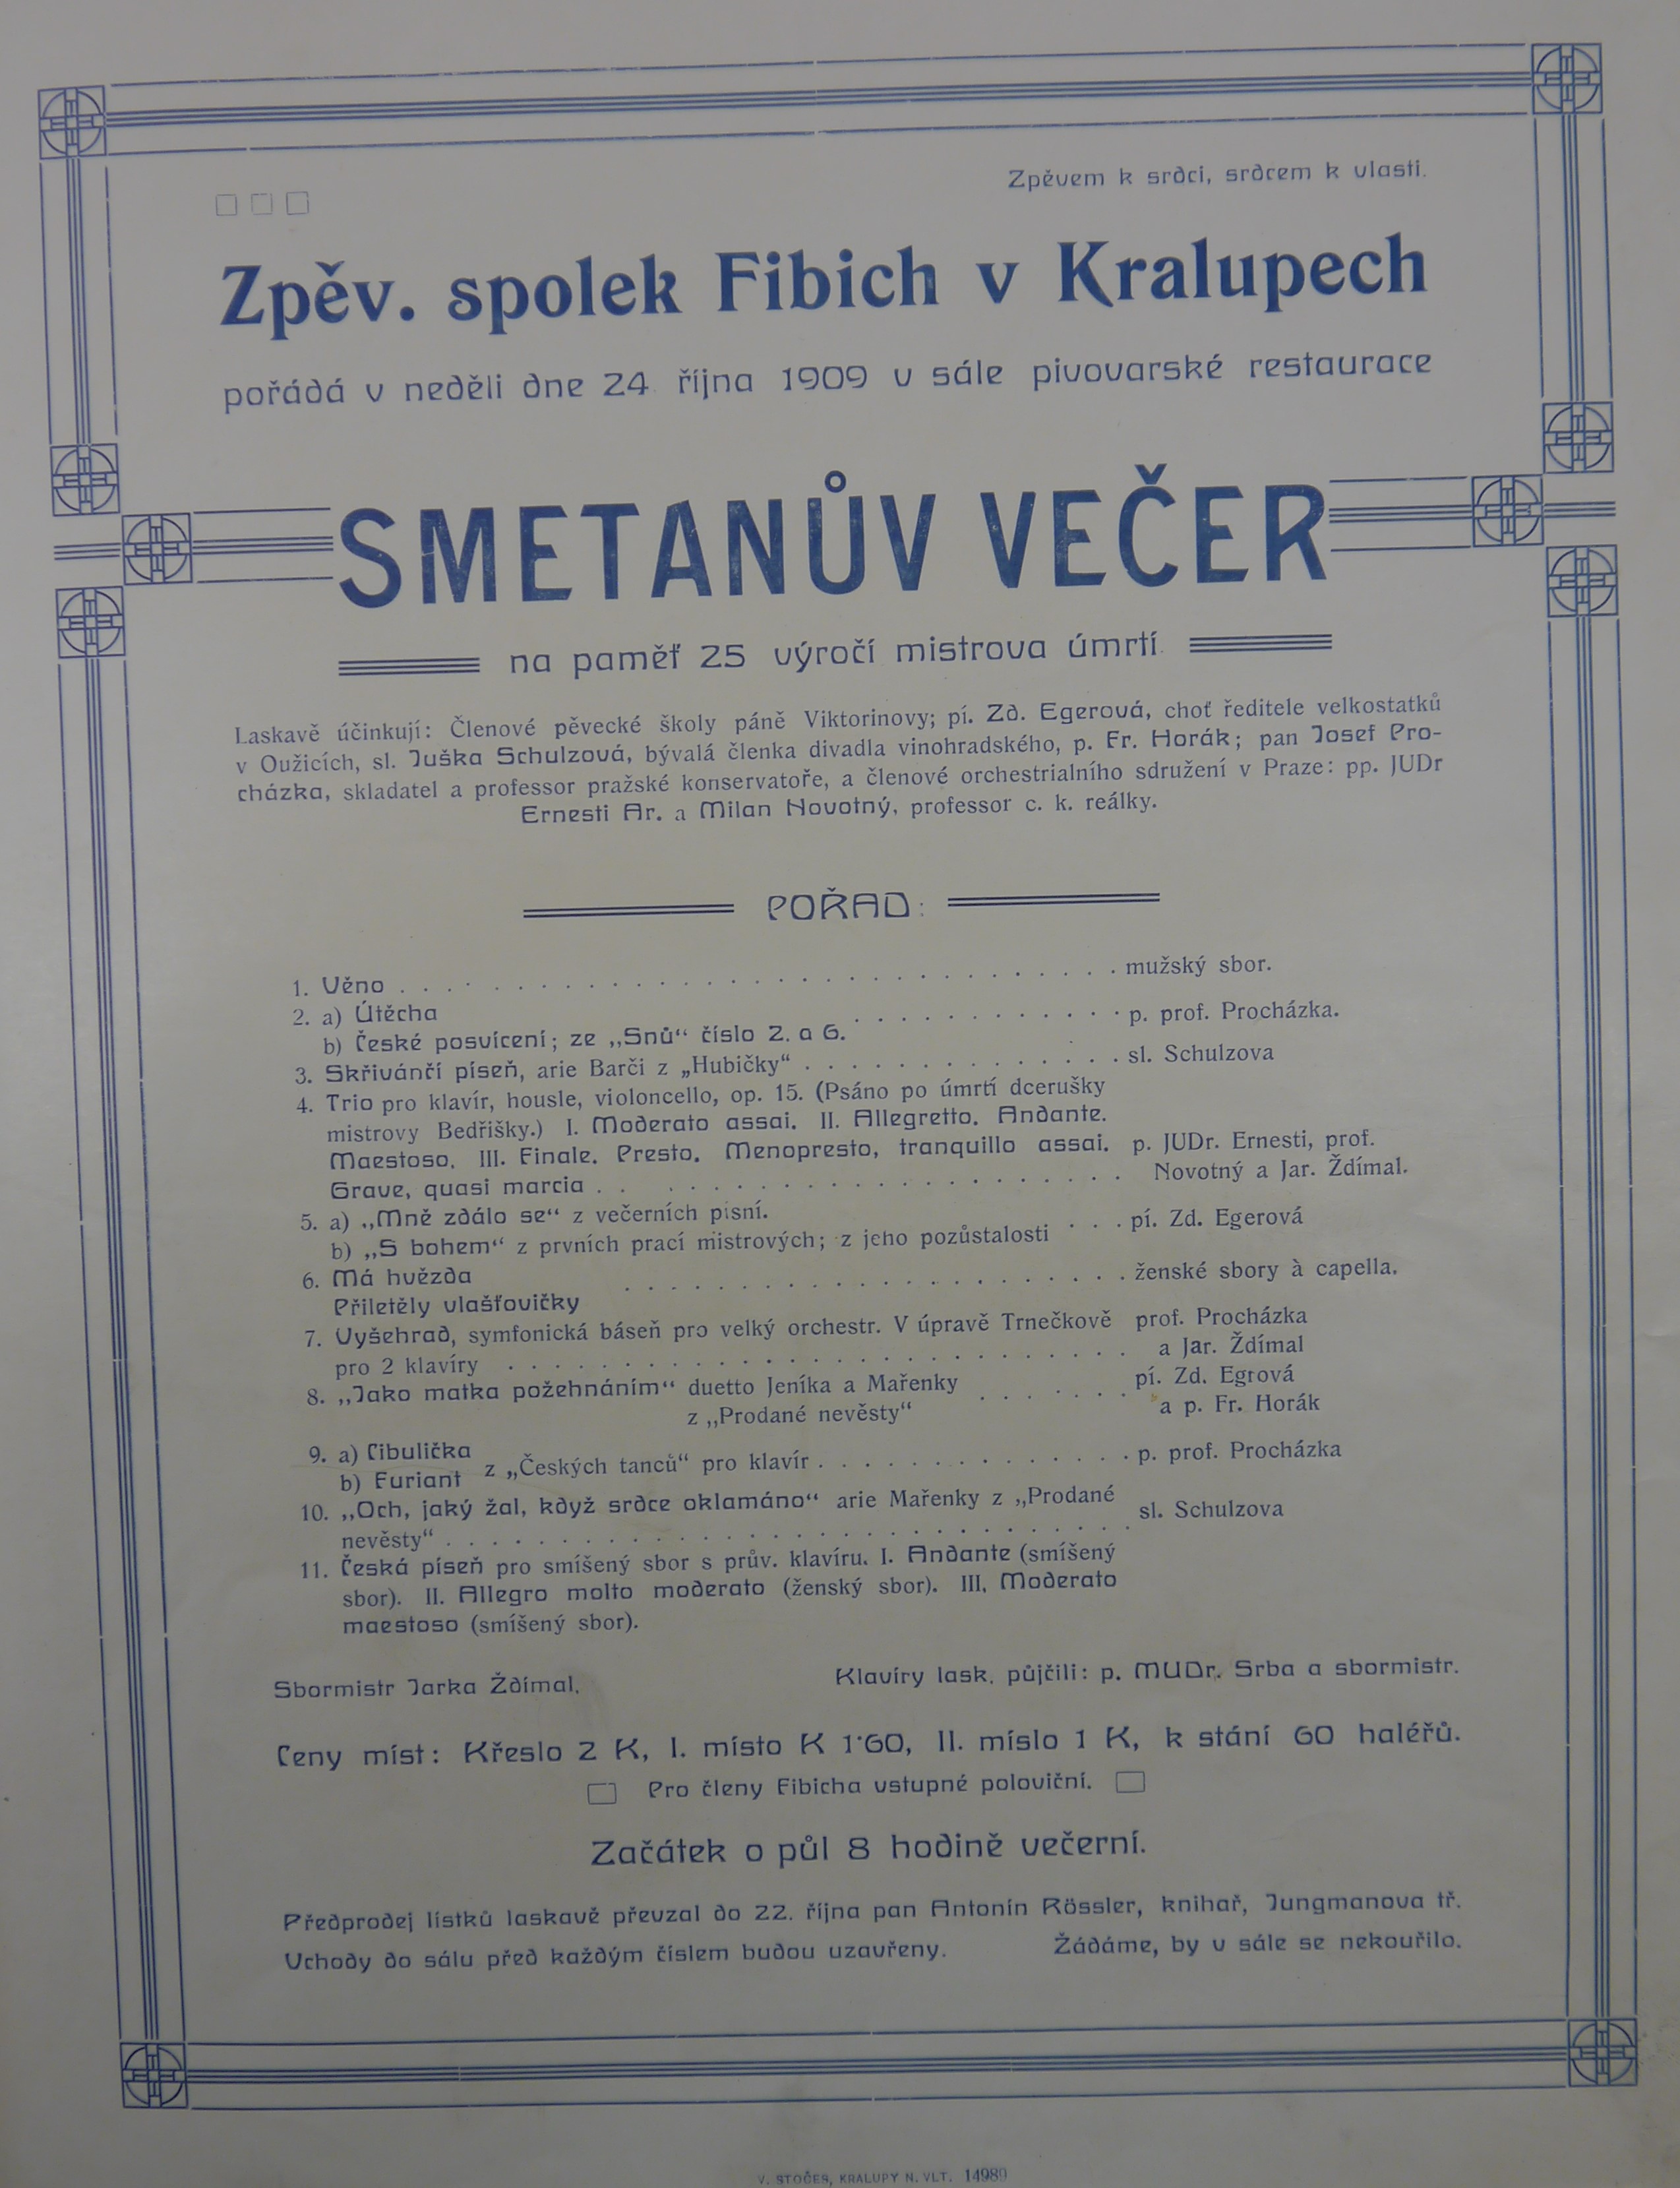 Zpěvem k srdci, srdcem k vlasti.
Zpěv. spolek Fibich v Kralupech
pořádá v neděli dne 24. října 1909 v sále pivovarské restaurace
SMETANŮV VEČER
na paměť 25 výročí mistrova úmrtí.
Laskavě účinkují: Členové pěvecké školy páně Viktorinovy; pí. Zd. Egerová, choť ředitele velkostatků
v Oužicích, sl. Juška Schulzová, bývalá členka divadla vinohradského, p. Fr. Horák; pan Josef Pro-
cházka, skladatel a professor pražské konservatoře, a členové orchestrialního sdružení v Praze: pp. JUDr
Ernesti Ar. a Milan Novotný, professor c. k. reálky.
POŘAD:
1. Věno . . . . . . . . . . . . . . . . . . . . mužský sbor.
2. a) Útěcha
b) České posvícení; ze „Snů“ číslo 2. a 6. . . . . . . . . . . . p. prof. Procházka.
3. Skřivánčí píseň, arie Barči z „Hubičky“ . . . . . . . . . . sl. Schulzova
4. Trio pro klavír, housle, violoncello, op. 15. (Psáno po úmrtí dcerušky
mistrovy Bedřišky.) I. Moderato assai. II. Allegretto. Andante.
Maestoso. III. Finale. Presto. Menopresto, tranquillo assai. p. JUDr. Ernesti, prof.
Grave, quasi marcia . . . . . . . . . . . . . . . . Novotný a Jar. Ždímal.
5. a) „Mně zdálo se“ z večerních písní.
b) „S bohem“ z prvních prací mistrových; z jeho pozůstalosti . . . pí. Zd. Egerová
6. Má hvězda . . . . . . . . . . . . . . . . ženské sbory à capella.
Přiletěly vlašťovičky
7. Vyšehrad, symfonická báseň pro velký orchestr. V úpravě Trnečkově prof. Procházka
pro 2 klavíry . . . . . . . . . . . . . . . . . . a Jar. Ždímal
8. „Jako matka požehnáním“ duetto Jeníka a Mařenky . . . . . . pí. Zd. Egrová
z „Prodané nevěsty“ a p. Fr. Horák
9. a) Cibulička
b) Furiant z „Českých tanců“ pro klavír . . . . . . . . . . . p. prof. Procházka
10. „Och, jaký žal, když srdce oklamáno“ arie Mařenky z „Prodané
nevěsty“ . . . . . . . . . . . . . . . . . . . . sl. Schulzova
11. Česká píseň pro smíšený sbor s prův. klavíru. I. Andante (smíšený
sbor). II. Allegro molto moderato (ženský sbor). III. Moderato
maestoso (smíšený sbor).
Sbormistr Jarka Ždímal. Klavíry lask. půjčili: p. MUDr. Srba a sbormistr.
Ceny míst: Křeslo 2 K, I. místo K 1·60, II. míslo 1 K, k stání 60 haléřů.
Pro členy Fibicha vstupné poloviční.
Začátek o půl 8 hodině večerní.
Předprodej lístků laskavě převzal do 22. října pan Antonín Rössler, knihař, Jungmanova tř.
Vchody do sálu před každým číslem budou uzavřeny. Žádáme, by v sále se nekouřilo.
V. STOČES, KRALUPY N. VLT. 14989